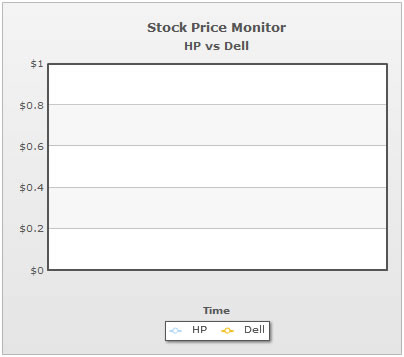 Stock Price Monitor
HP vs Dell
$1
$0.8
$0.6
$0.4
$0.2
$0
Time
HP Dell